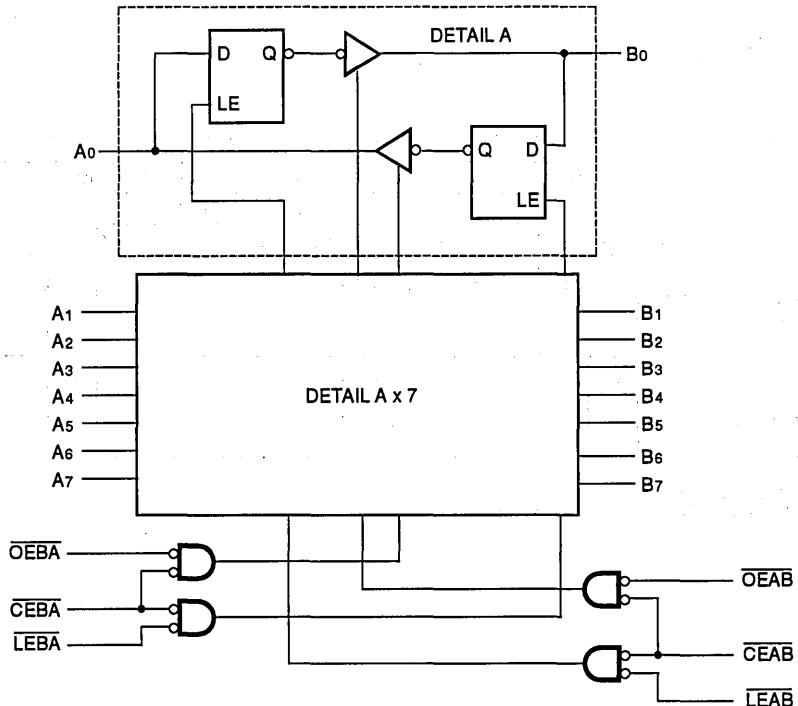 DETAIL A
D Q
B0
LE
A0
Q D
LE
A1 B1
A2 B2
A3 B3
A4 DETAIL A x 7 B4
A5 B5
A6 B6
A7 B7
OEBA
OEAB
CEBA
LEBA
CEAB
LEAB